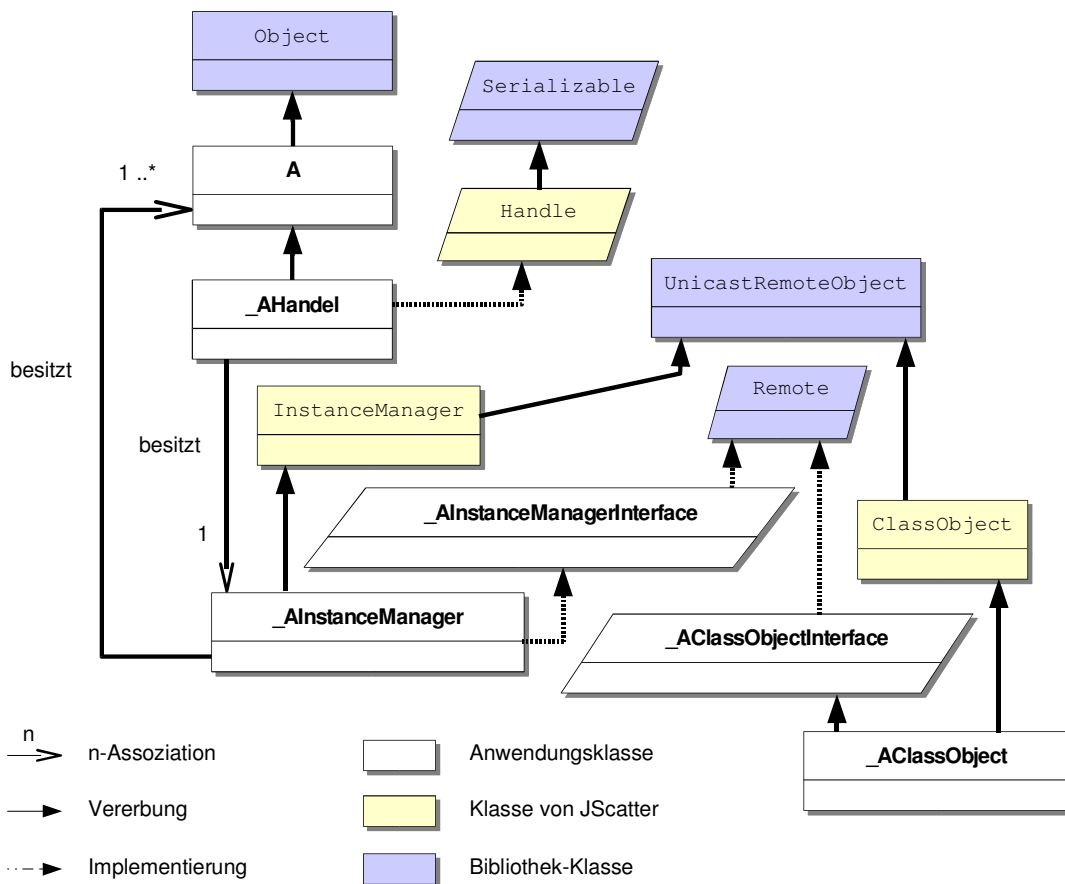 Object
Serializable
1 ..*
A
Handle
_AHandel
UnicastRemoteObject
besitzt
InstanceManager
Remote
besitzt
_AInstanceManagerInterface
ClassObject
1
_AInstanceManager
_AClassObjectInterface
n
n-Assoziation
Anwendungsklasse
_AClassObject
Vererbung
Klasse von JScatter
Implementierung
Bibliothek-Klasse